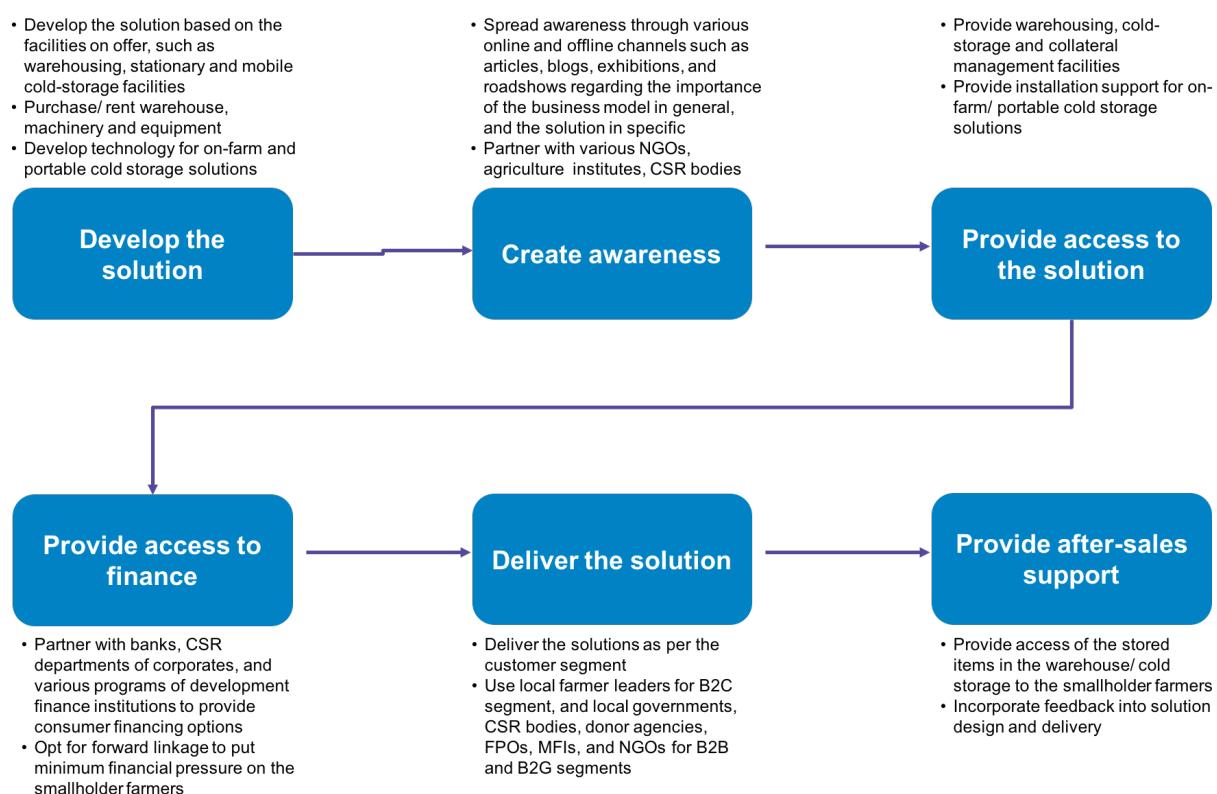 • Develop the solution based on the
facilities on offer, such as
warehousing, stationary and mobile
cold-storage facilities
• Purchase/ rent warehouse,
machinery and equipment
• Develop technology for on-farm and
portable cold storage solutions
Develop the
solution
• Spread awareness through various
online and offline channels such as
articles, blogs, exhibitions, and
roadshows regarding the importance
of the business model in general,
and the solution in specific
• Partner with various NGOs,
agriculture institutes, CSR bodies
Create awareness
• Provide warehousing, cold-
storage and collateral
management facilities
• Provide installation support for on-
farm/ portable cold storage
solutions
Provide access to
the solution
Provide access to
finance
• Partner with banks, CSR
departments of corporates, and
various programs of development
finance institutions to provide
consumer financing options
• Opt for forward linkage to put
minimum financial pressure on the
smallholder farmers
Deliver the solution
• Deliver the solutions as per the
customer segment
• Use local farmer leaders for B2C
segment, and local governments,
CSR bodies, donor agencies,
FPOs, MFIs, and NGOs for B2B
and B2G segments
Provide after-sales
support
• Provide access of the stored
items in the warehouse/ cold
storage to the smallholder farmers
• Incorporate feedback into solution
design and delivery